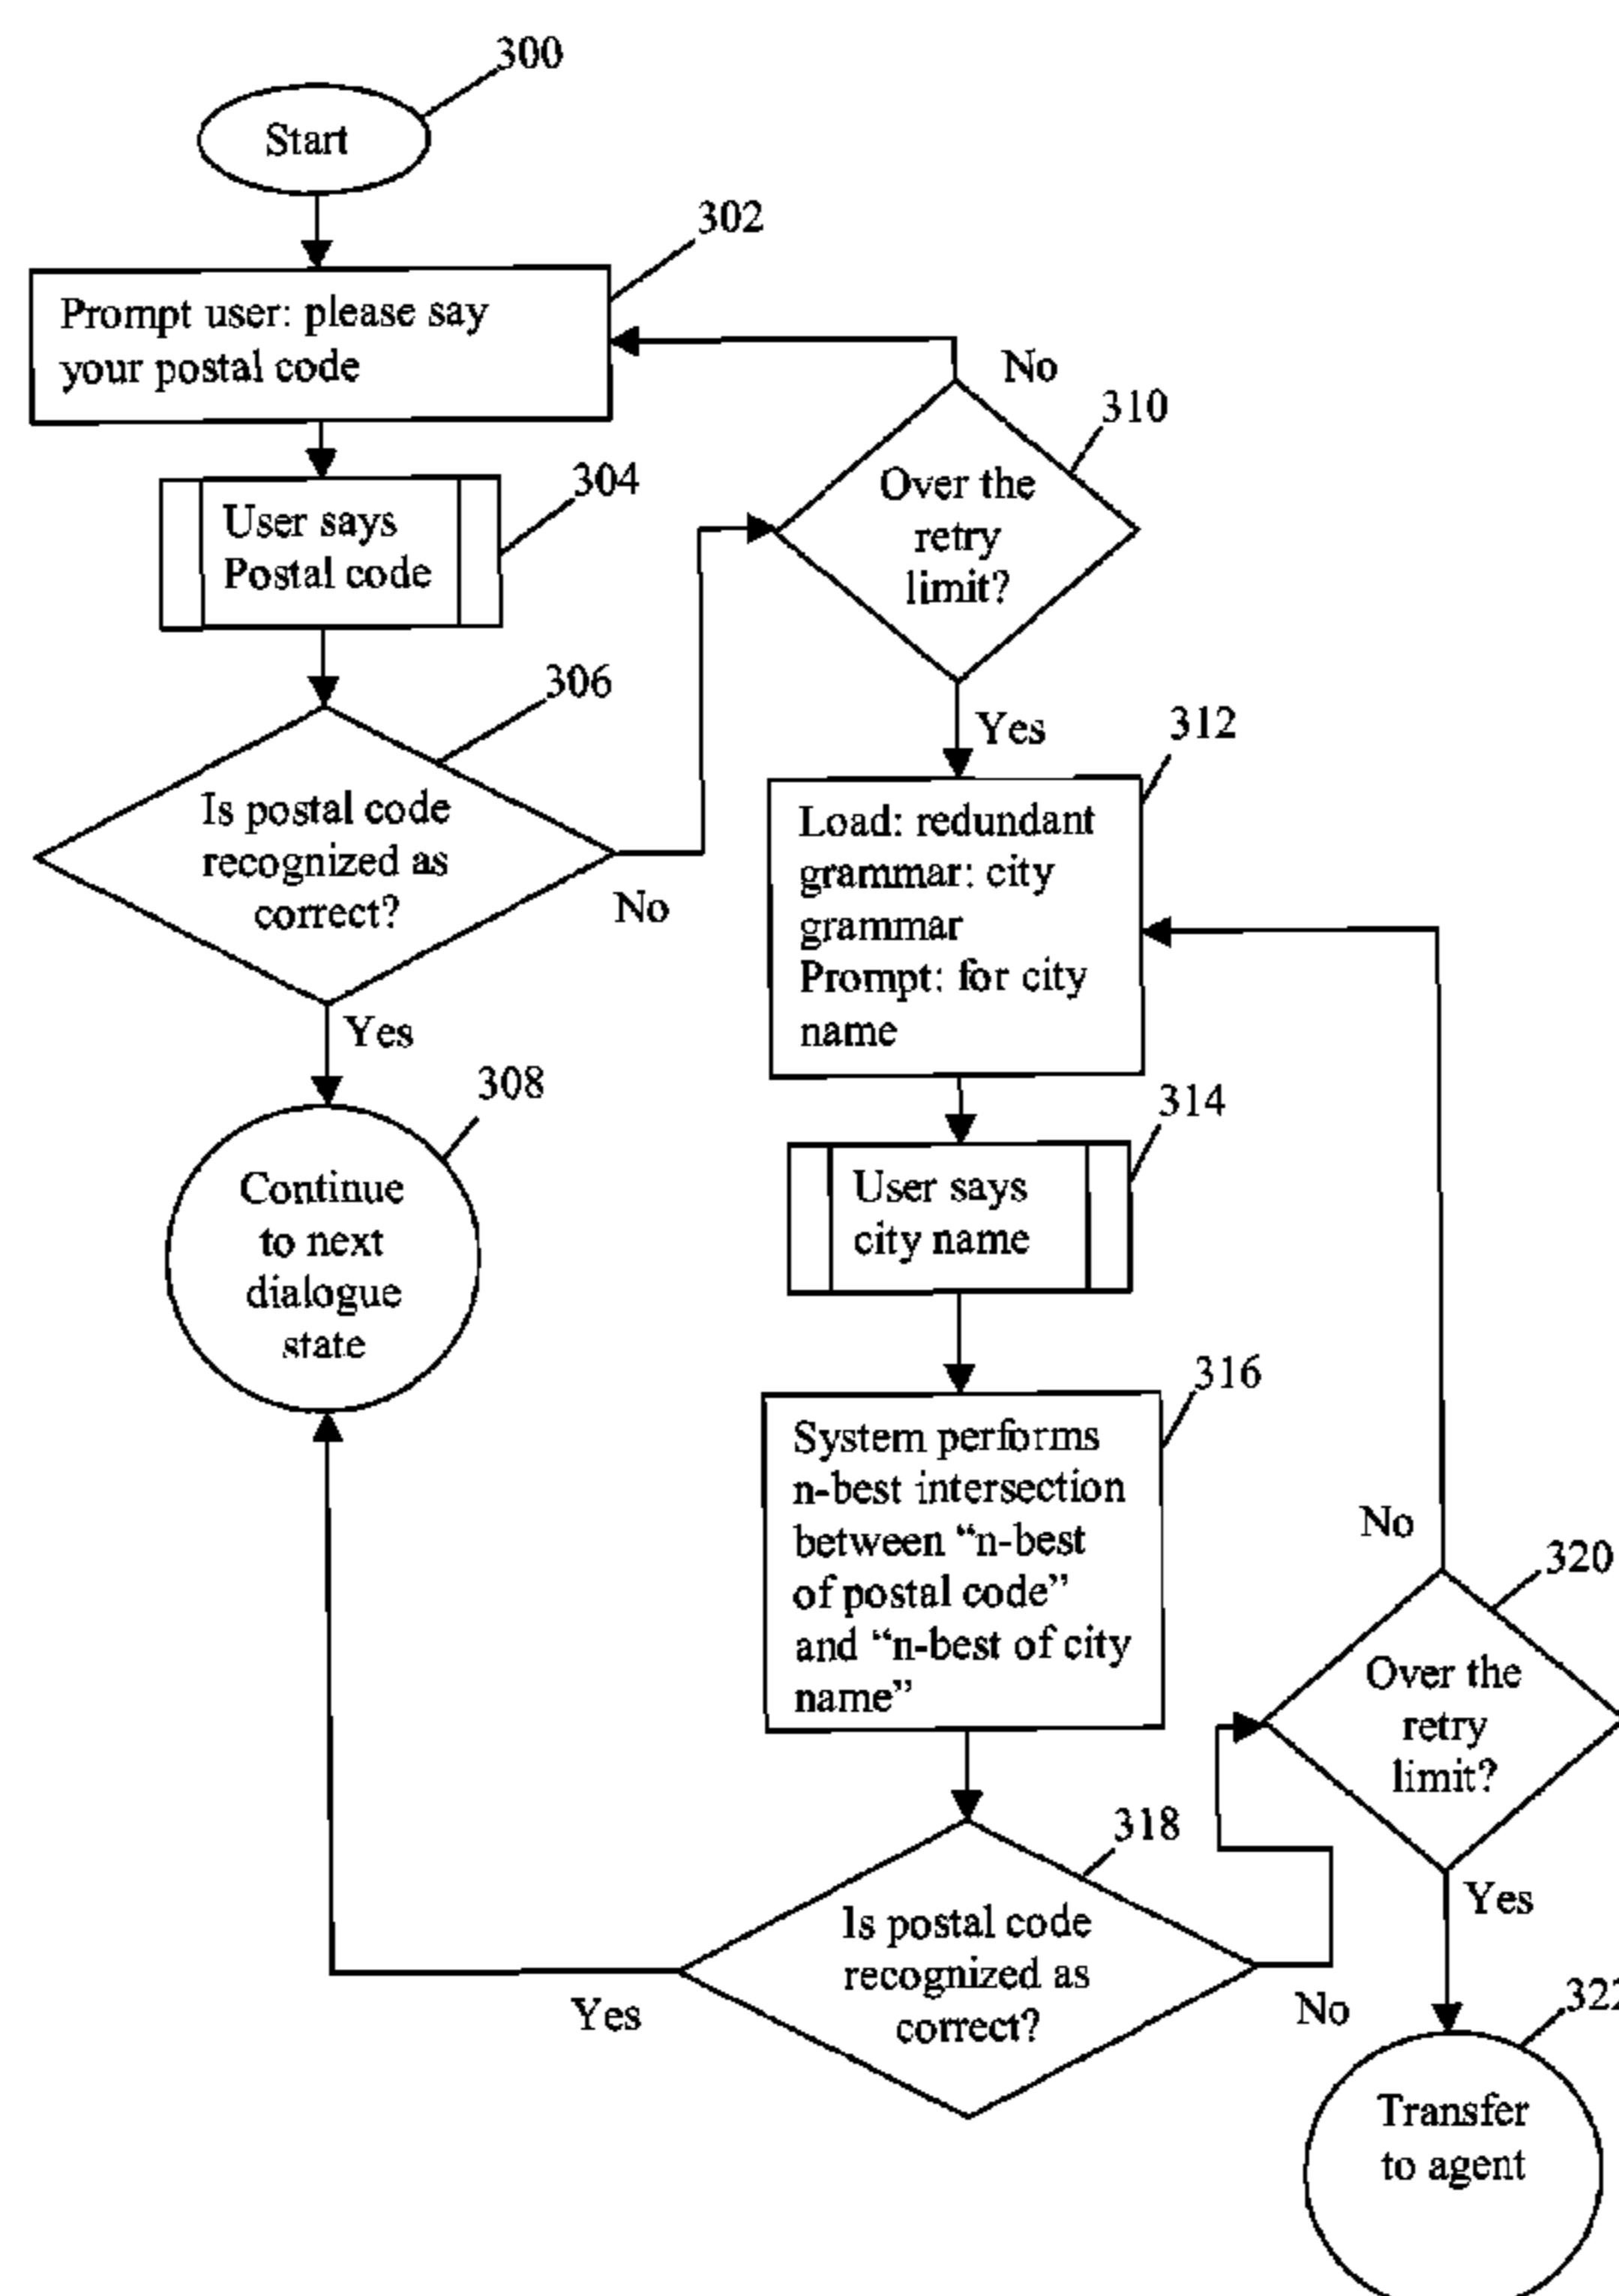 300
Start
302
Prompt user: please say
your postal code
No
310
304
User says
Postal code
Over the
retry
limit?
306
Is postal code
recognized as
correct?
No
Yes
312
Load: redundant
grammar: city
grammar
Prompt: for city
name
Yes
308
Continue
to next
dialogue
state
314
User says
city name
316
System performs
n-best intersection
between “n-best
of postal code”
and “n-best of city
name”
No
320
Over the
retry
limit?
Yes
318
Is postal code
recognized as
correct?
Yes
No
322
Transfer
to agent